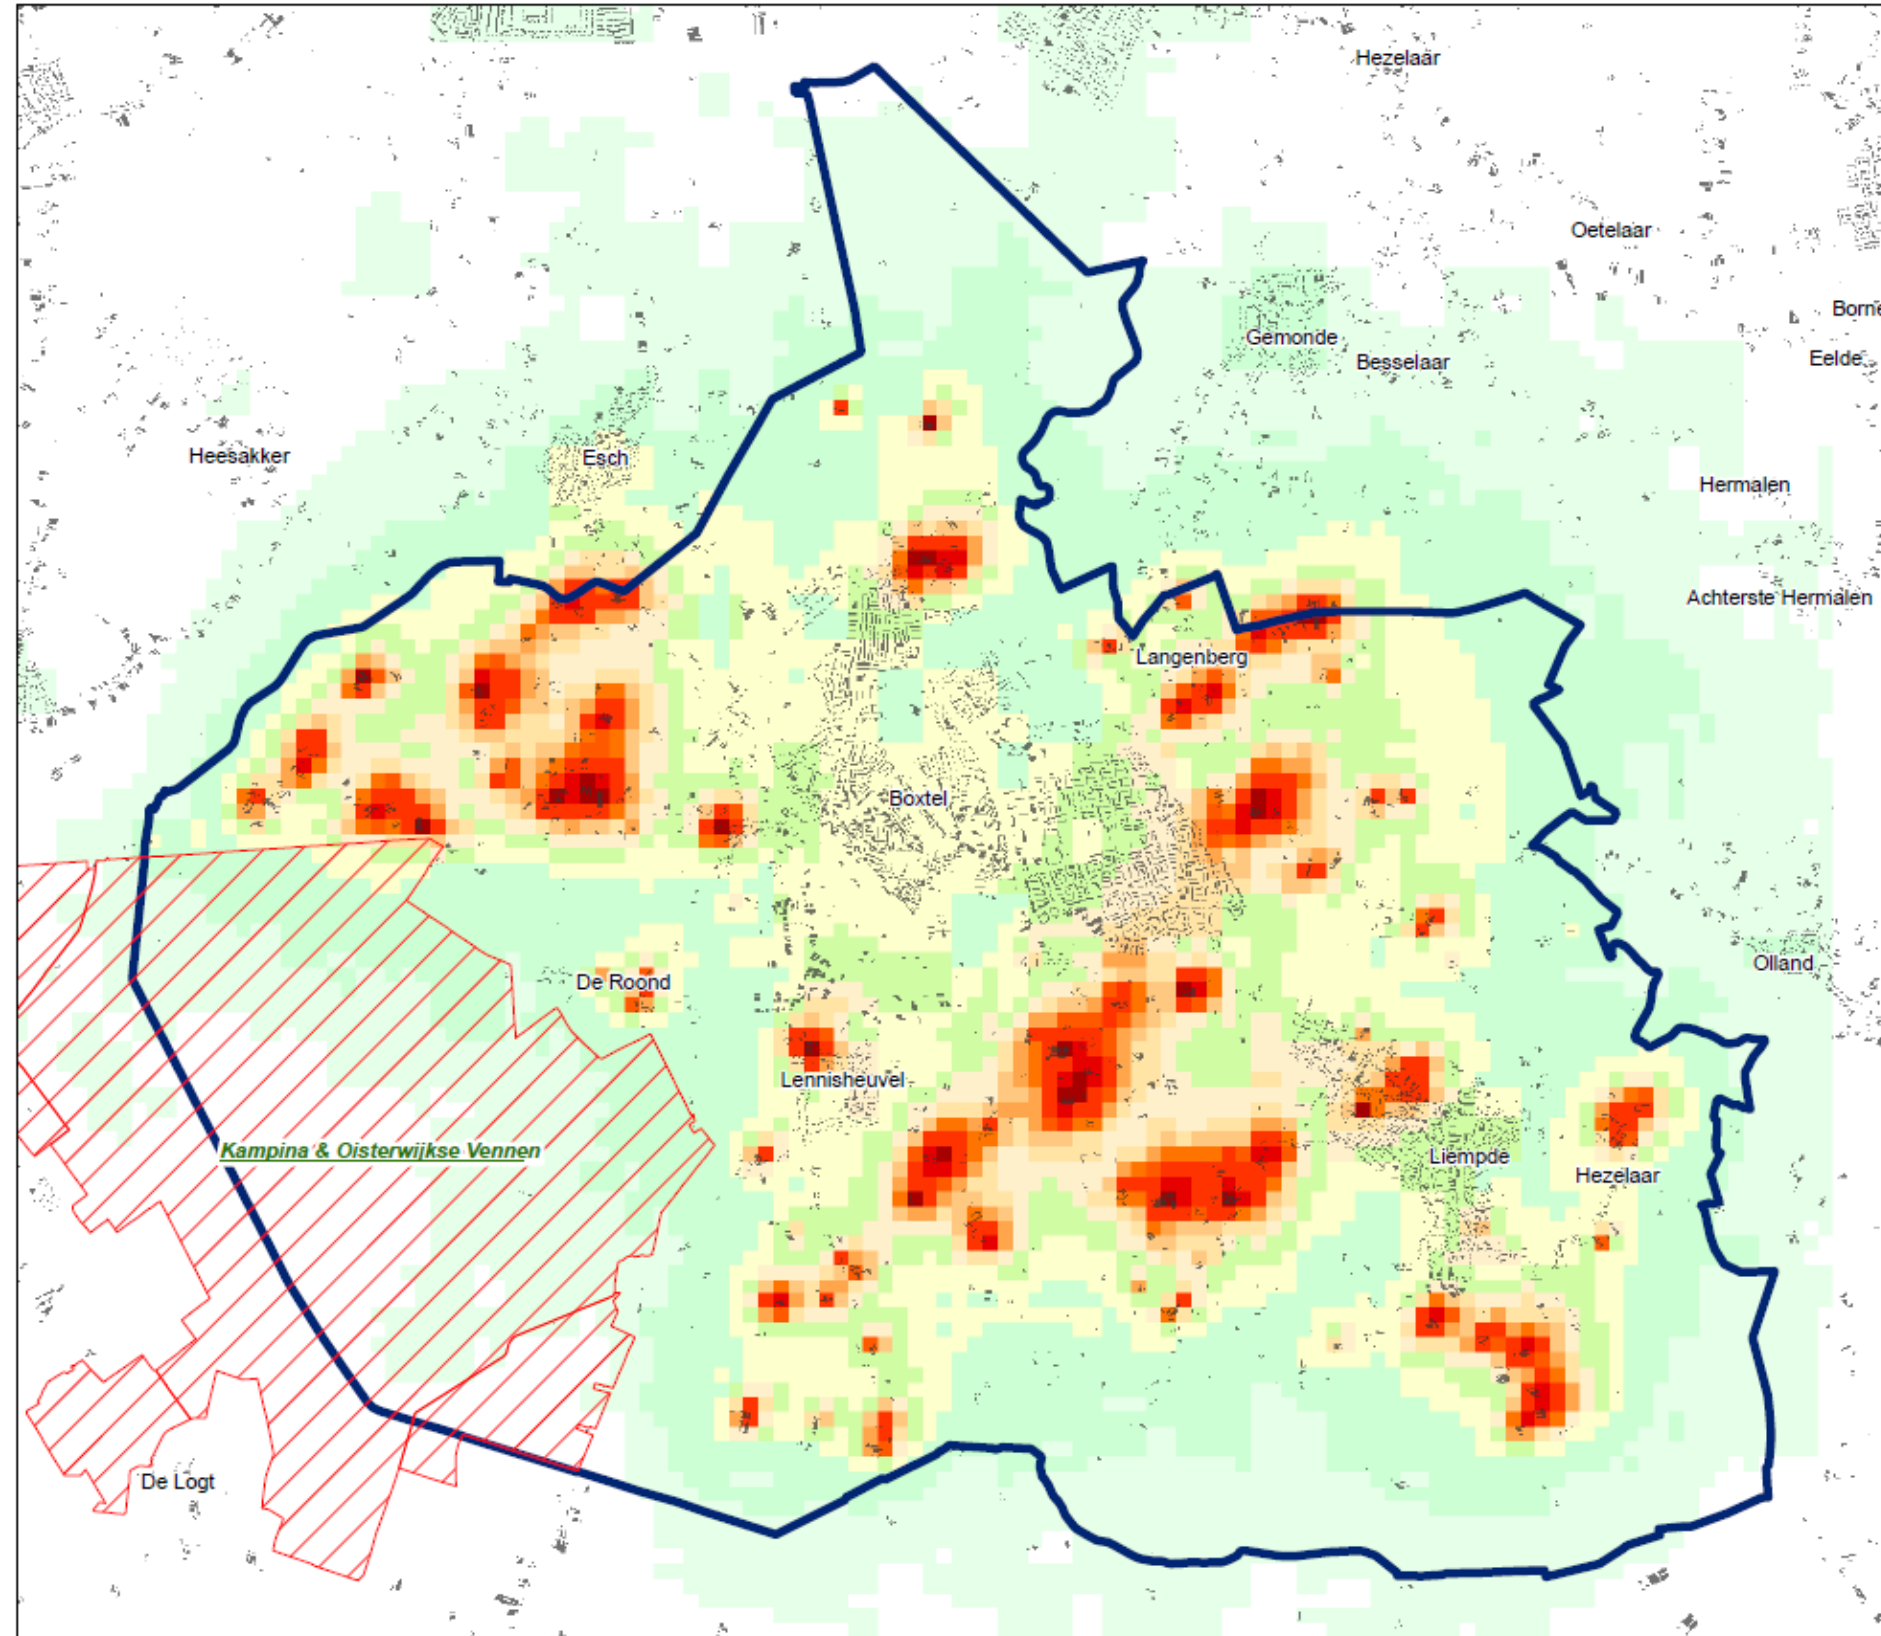 Hezelaar
Oetelaar
Borne
Gemonde
Besselaar
Eelde
Heesakker
Esch
Hermalen
Achterste Hermalen
Langenberg
Boxtel
Olland
De Roond
Lennisheuvel
Kampina & Oisterwijkse Vennen
Liempde
Hezelaar
De Logt